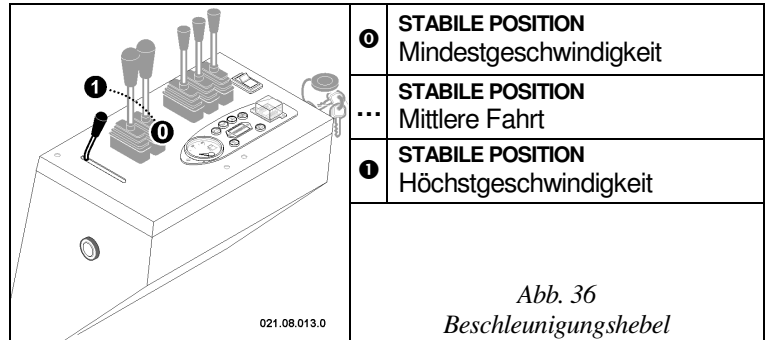 1
0
021.08.013.0
0 STABILE POSITION
Mindestgeschwindigkeit
... STABILE POSITION
Mittlere Fahrt
1 STABILE POSITION
Höchstgeschwindigkeit
Abb. 36
Beschleunigungshebel